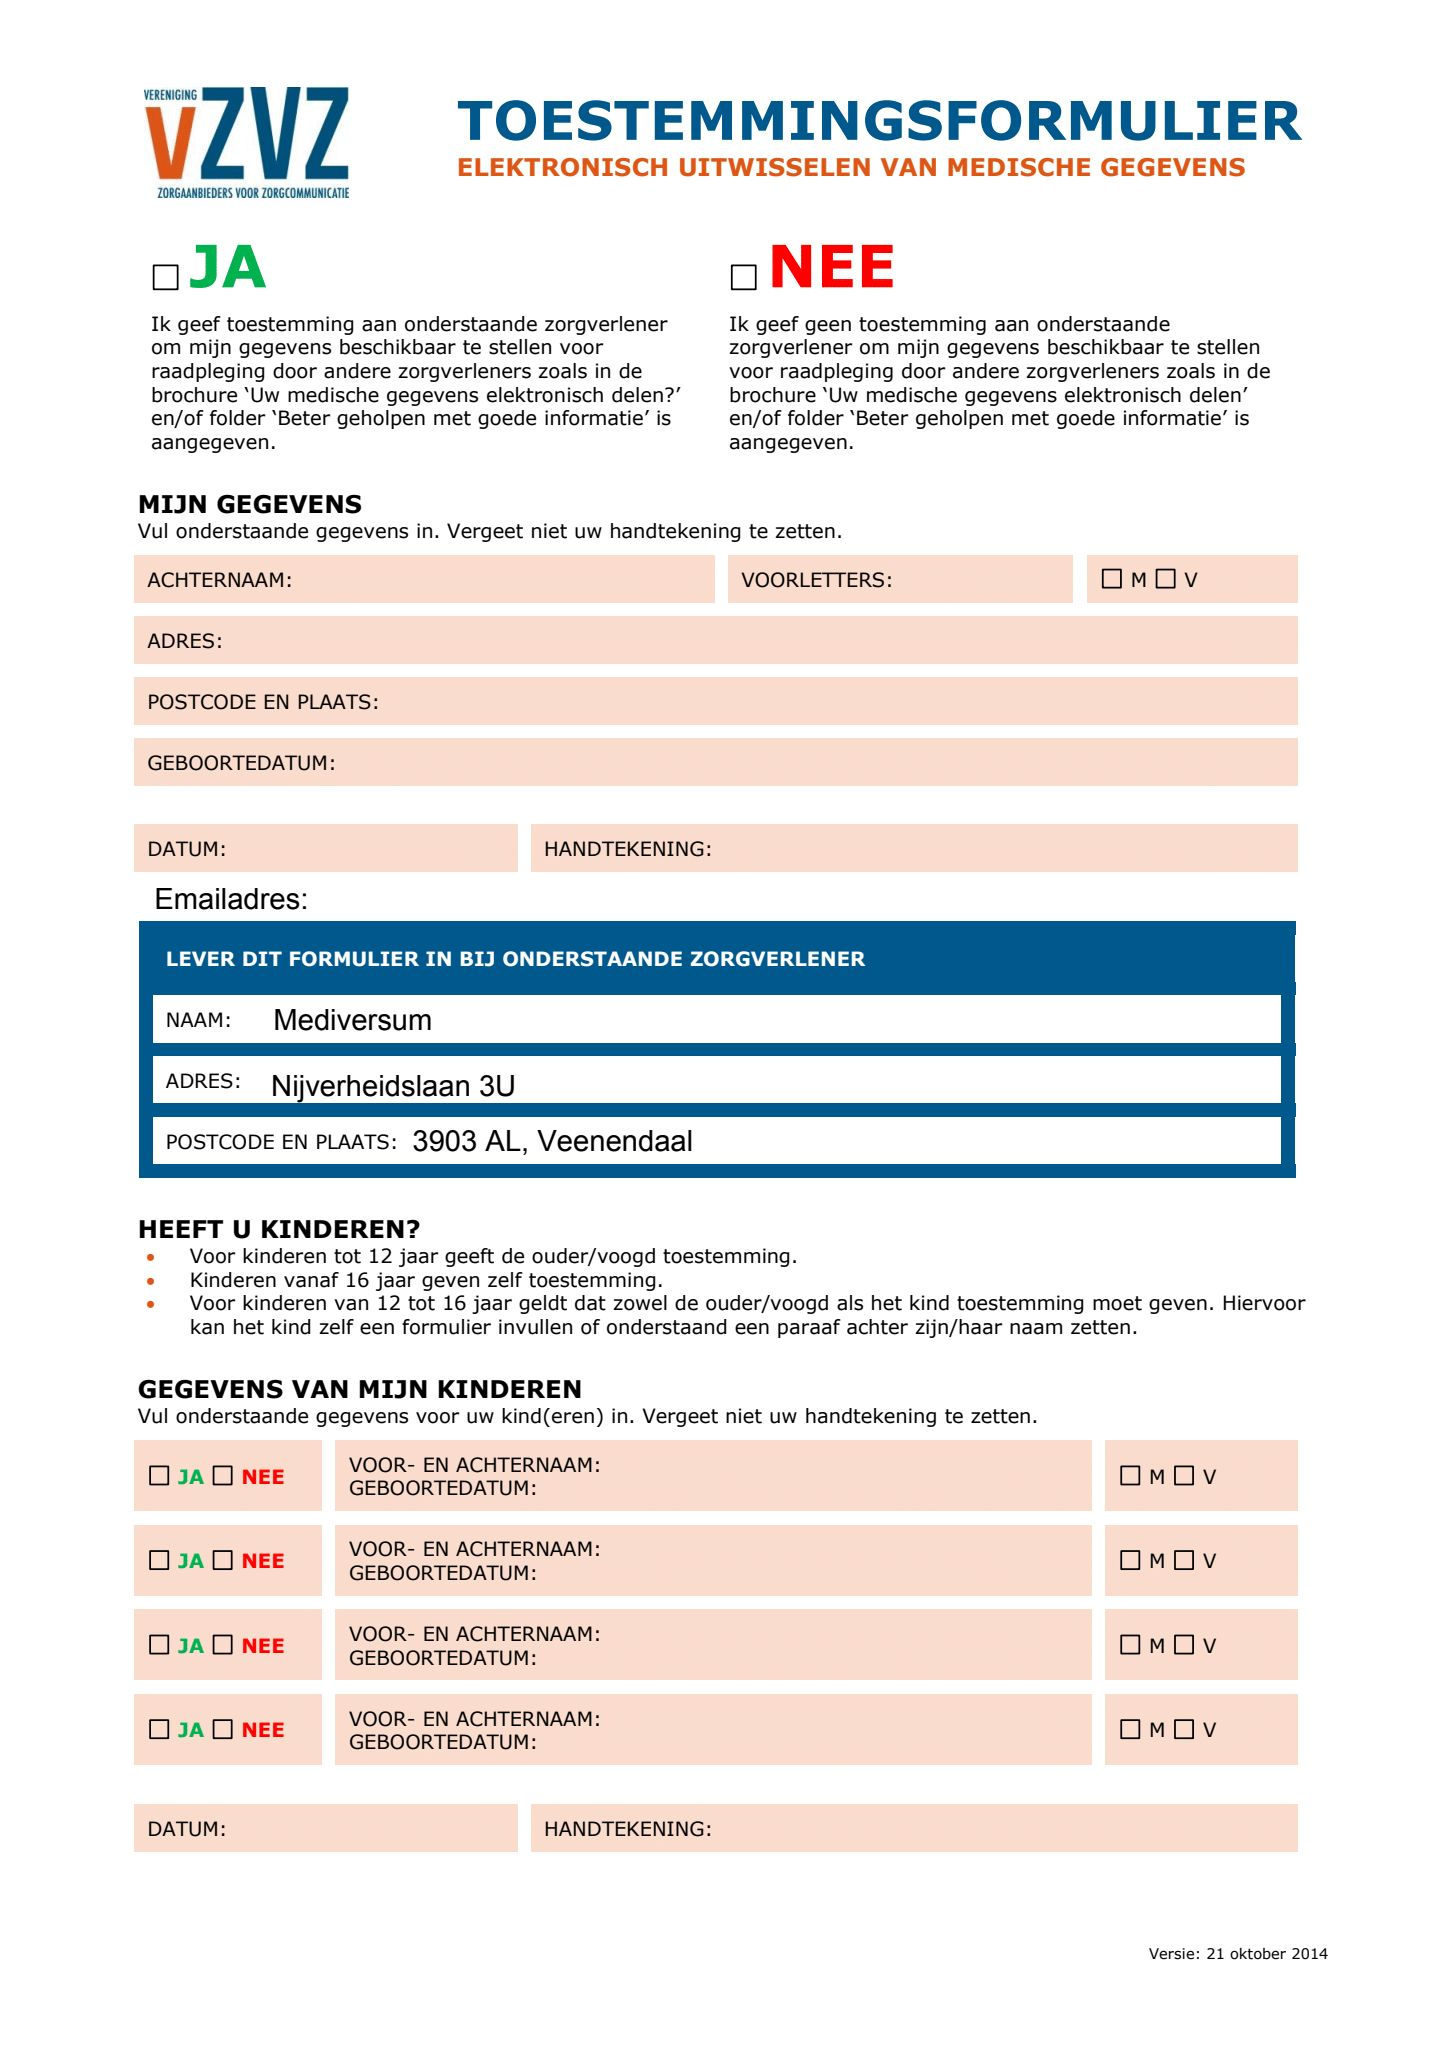 VERENIGING
vZVZ
ZORGAANBIEDERS VOOR ZORGCOMMUNICATIE
TOESTEMMINGSFORMULIER
ELEKTRONISCH UITWISSELEN VAN MEDISCHE GEGEVENS
JA
Ik geef toestemming aan onderstaande zorgverlener
om mijn gegevens beschikbaar te stellen voor
raadpleging door andere zorgverleners zoals in de
brochure ‘Uw medische gegevens elektronisch delen?’
en/of folder ‘Beter geholpen met goede informatie’ is
aangegeven.
NEE
Ik geef geen toestemming aan onderstaande
zorgverlener om mijn gegevens beschikbaar te stellen
voor raadpleging door andere zorgverleners zoals in de
brochure ‘Uw medische gegevens elektronisch delen’
en/of folder ‘Beter geholpen met goede informatie’ is
aangegeven.
MIJN GEGEVENS
Vul onderstaande gegevens in. Vergeet niet uw handtekening te zetten.
ACHTERNAAM: VOORLETTERS: M V
ADRES:
POSTCODE EN PLAATS:
GEBOORTEDATUM:
DATUM: HANDTEKENING:
Emailadres:
LEVER DIT FORMULIER IN BIJ ONDERSTAANDE ZORGVERLENER
NAAM: Mediversum
ADRES: Nijverheidslaan 3U
POSTCODE EN PLAATS: 3903 AL, Veenendaal
HEEFT U KINDEREN?
• Voor kinderen tot 12 jaar geeft de ouder/voogd toestemming.
• Kinderen vanaf 16 jaar geven zelf toestemming.
• Voor kinderen van 12 tot 16 jaar geldt dat zowel de ouder/voogd als het kind toestemming moet geven. Hiervoor
kan het kind zelf een formulier invullen of onderstaand een paraaf achter zijn/haar naam zetten.
GEGEVENS VAN MIJN KINDEREN
Vul onderstaande gegevens voor uw kind(eren) in. Vergeet niet uw handtekening te zetten.
JA NEE VOOR- EN ACHTERNAAM: M V
GEBOORTEDATUM:
JA NEE VOOR- EN ACHTERNAAM: M V
GEBOORTEDATUM:
JA NEE VOOR- EN ACHTERNAAM: M V
GEBOORTEDATUM:
JA NEE VOOR- EN ACHTERNAAM: M V
GEBOORTEDATUM:
DATUM: HANDTEKENING:
Versie: 21 oktober 2014